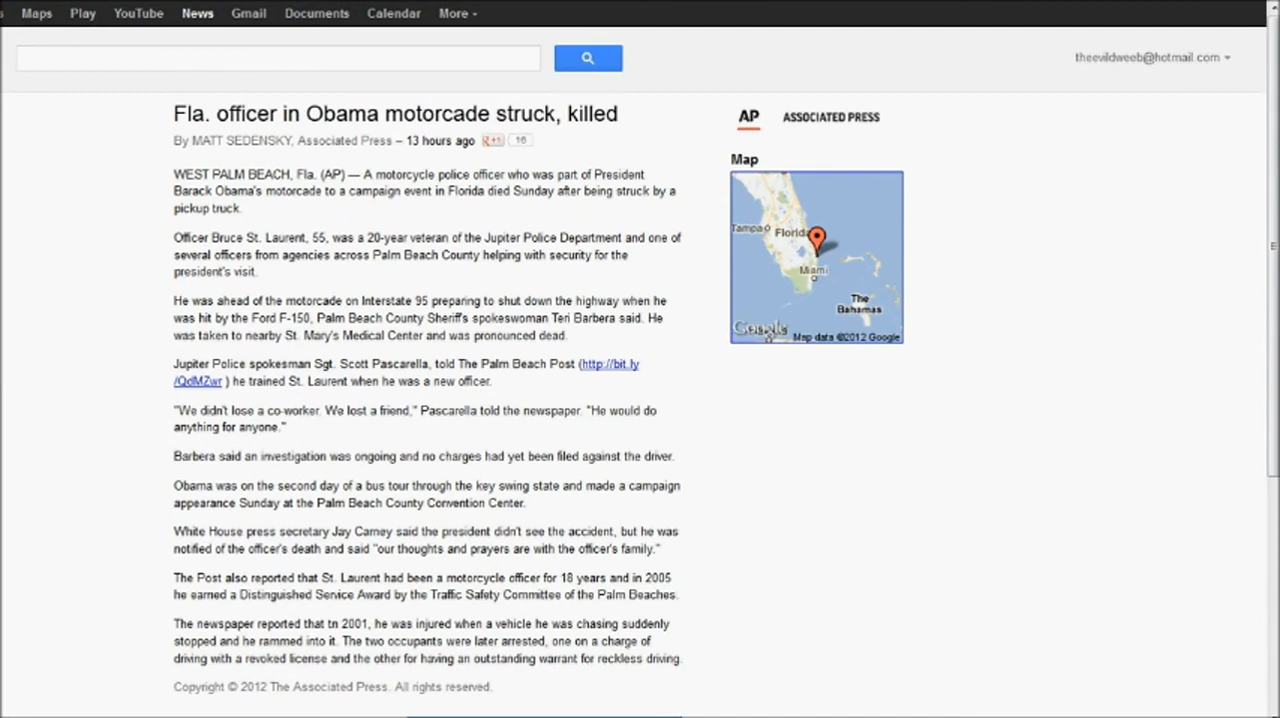 Maps Play YouTube News Gmail Documents Calendar More
theevildweeb@hotmail.com
Fla. officer in Obama motorcade struck, killed
By MATT SEDENSKY, Associated Press – 13 hours ago +1 16
WEST PALM BEACH, Fla. (AP) — A motorcycle police officer who was part of President
Barack Obama's motorcade to a campaign event in Florida died Sunday after being struck by a
pickup truck.
Officer Bruce St. Laurent, 55, was a 20-year veteran of the Jupiter Police Department and one of
several officers from agencies across Palm Beach County helping with security for the
president's visit.
He was ahead of the motorcade on Interstate 95 preparing to shut down the highway when he
was hit by the Ford F-150, Palm Beach County Sheriff's spokeswoman Teri Barbera said. He
was taken to nearby St. Mary's Medical Center and was pronounced dead.
Jupiter Police spokesman Sgt. Scott Pascarella, told The Palm Beach Post (http://bit.ly
/QdMZwr ) he trained St. Laurent when he was a new officer.
"We didn't lose a co-worker. We lost a friend," Pascarella told the newspaper. "He would do
anything for anyone."
Barbera said an investigation was ongoing and no charges had yet been filed against the driver.
Obama was on the second day of a bus tour through the key swing state and made a campaign
appearance Sunday at the Palm Beach County Convention Center.
White House press secretary Jay Carney said the president didn't see the accident, but he was
notified of the officer's death and said "our thoughts and prayers are with the officer's family."
The Post also reported that St. Laurent had been a motorcycle officer for 18 years and in 2005
he earned a Distinguished Service Award by the Traffic Safety Committee of the Palm Beaches.
The newspaper reported that tn 2001, he was injured when a vehicle he was chasing suddenly
stopped and he rammed into it. The two occupants were later arrested, one on a charge of
driving with a revoked license and the other for having an outstanding warrant for reckless driving.
Copyright © 2012 The Associated Press. All rights reserved.
AP ASSOCIATED PRESS
Map
Tampa Florida
Miami
The
Bahamas
Google Map data ©2012 Google